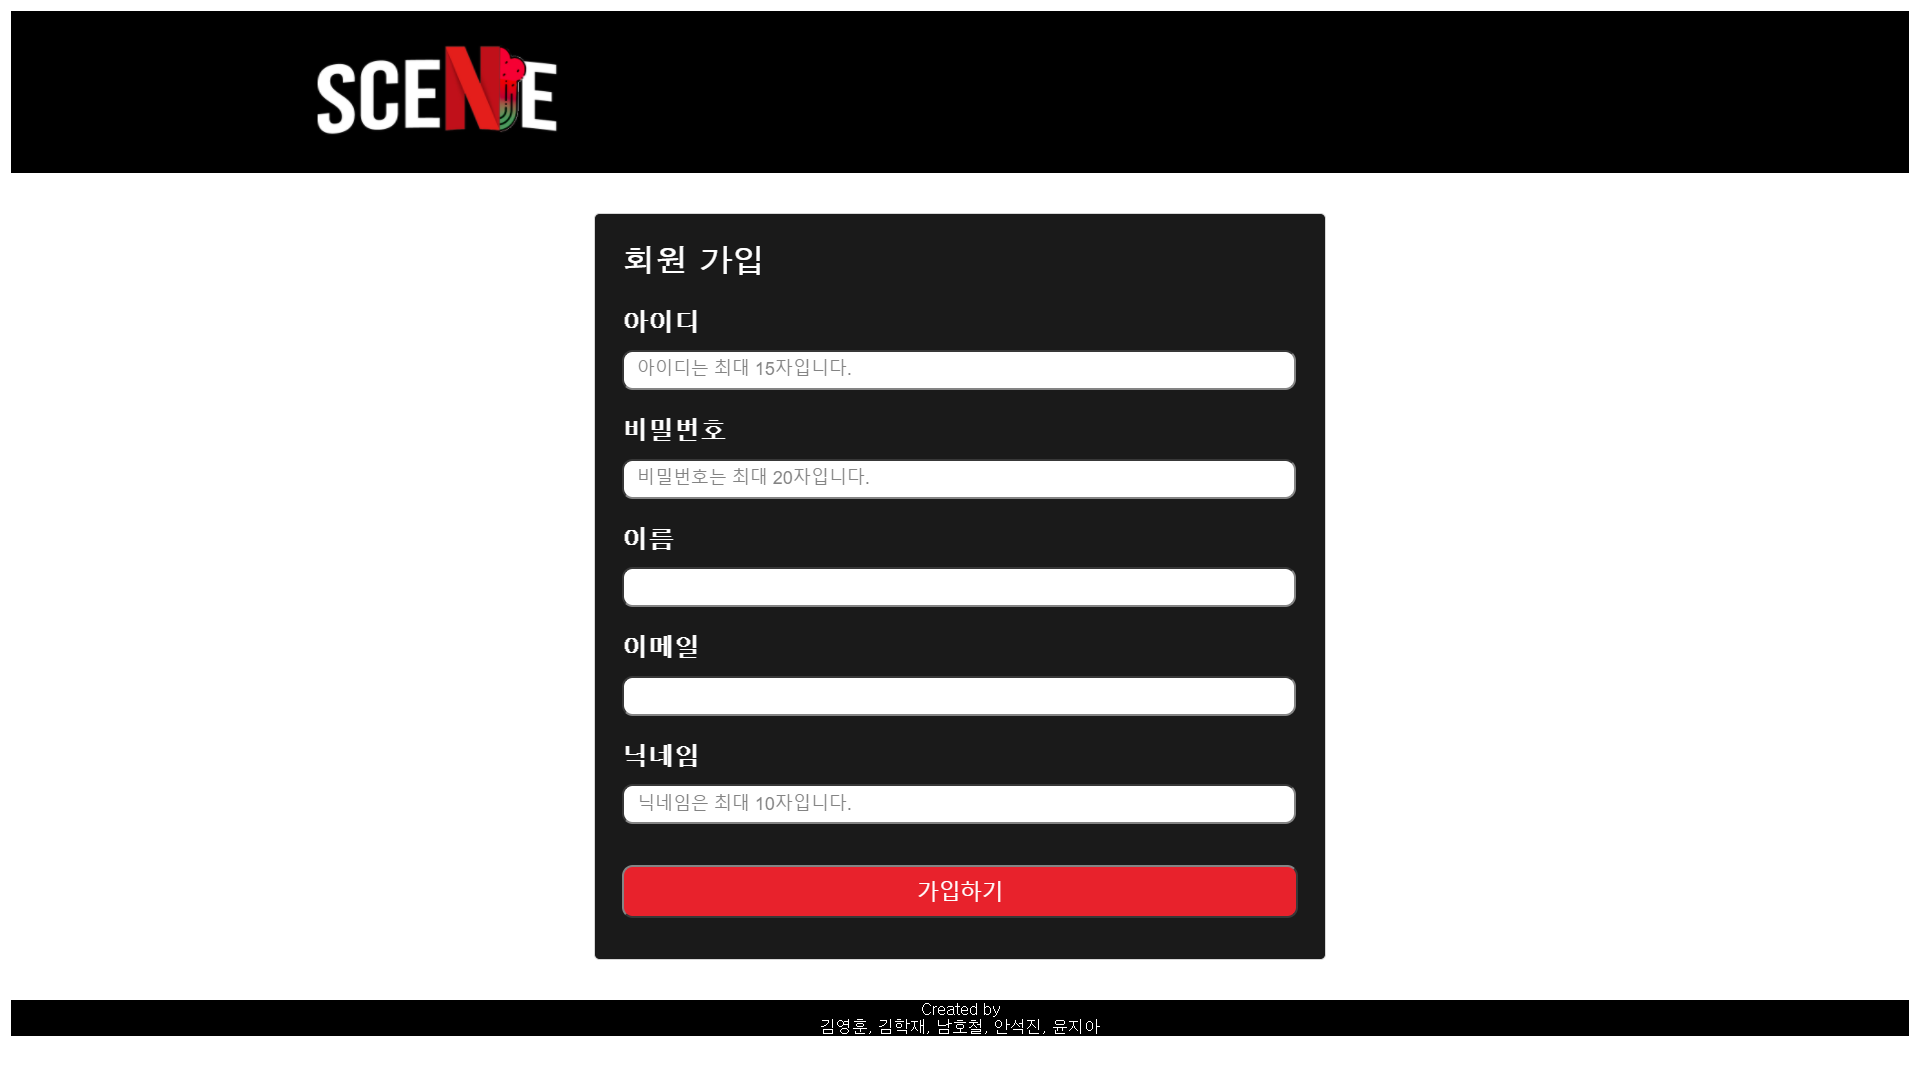 SCENE
회원 가입
아이디
아이디는 최대 15자입니다.
비밀번호
비밀번호는 최대 20자입니다.
이름
이메일
닉네임
닉네임은 최대 10자입니다.
가입하기
Created by
김영훈, 김학재, 남호철, 안석진, 윤지아